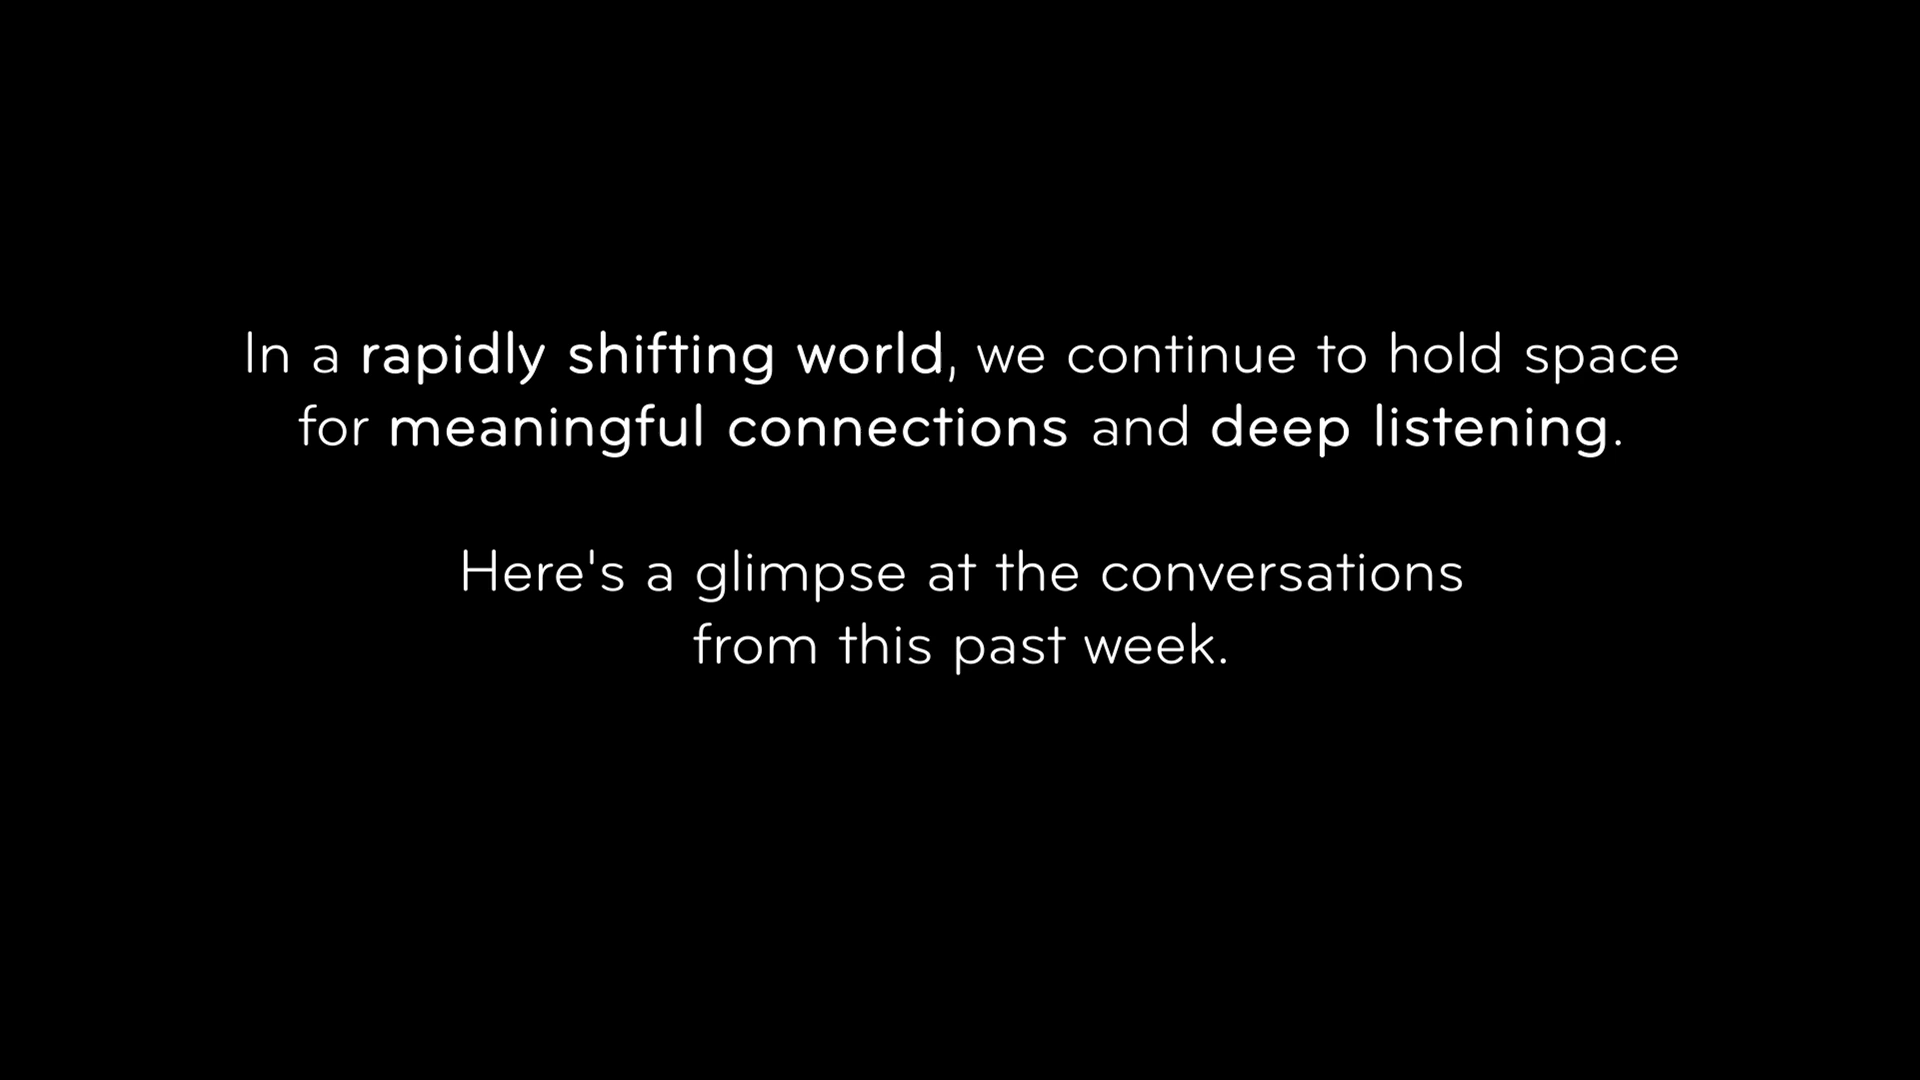 In a rapidly shifting world, we continue to hold space
for meaningful connections and deep listening.
Here's a glimpse at the conversations
from this past week.